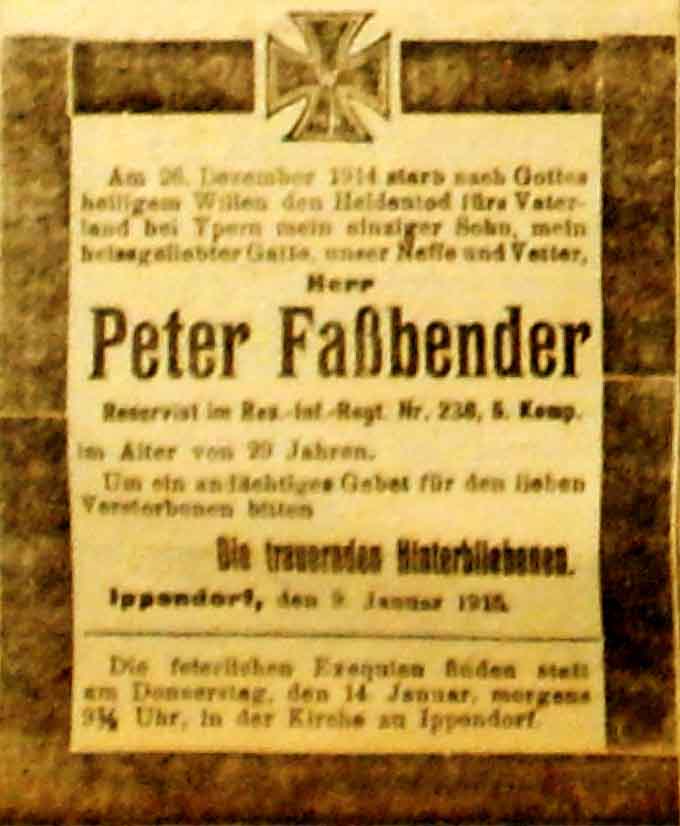 Am 26. Dezember 1914 starb nach Gottes
heiligem Willen den Heldentod fürs Vater-
land bei Ypern mein einziger Sohn, mein
heissgeliebter Gatte, unser Neffe und Vetter,
Herr
Peter Faßbender
Reservist im Res.-Inf.-Regt. Nr. 236, 5. Komp.
im Alter von 29 Jahren.
Um ein andächtiges Gebet für den lieben
Verstorbenen bitten
Die trauernden Hinterbliebenen.
Ippendorf, den 9. Januar 1915.
Die feierlichen Exequien finden statt
am Donnerstag, den 14 Januar, morgens
Uhr, in der Kirche zu Ippendorf.